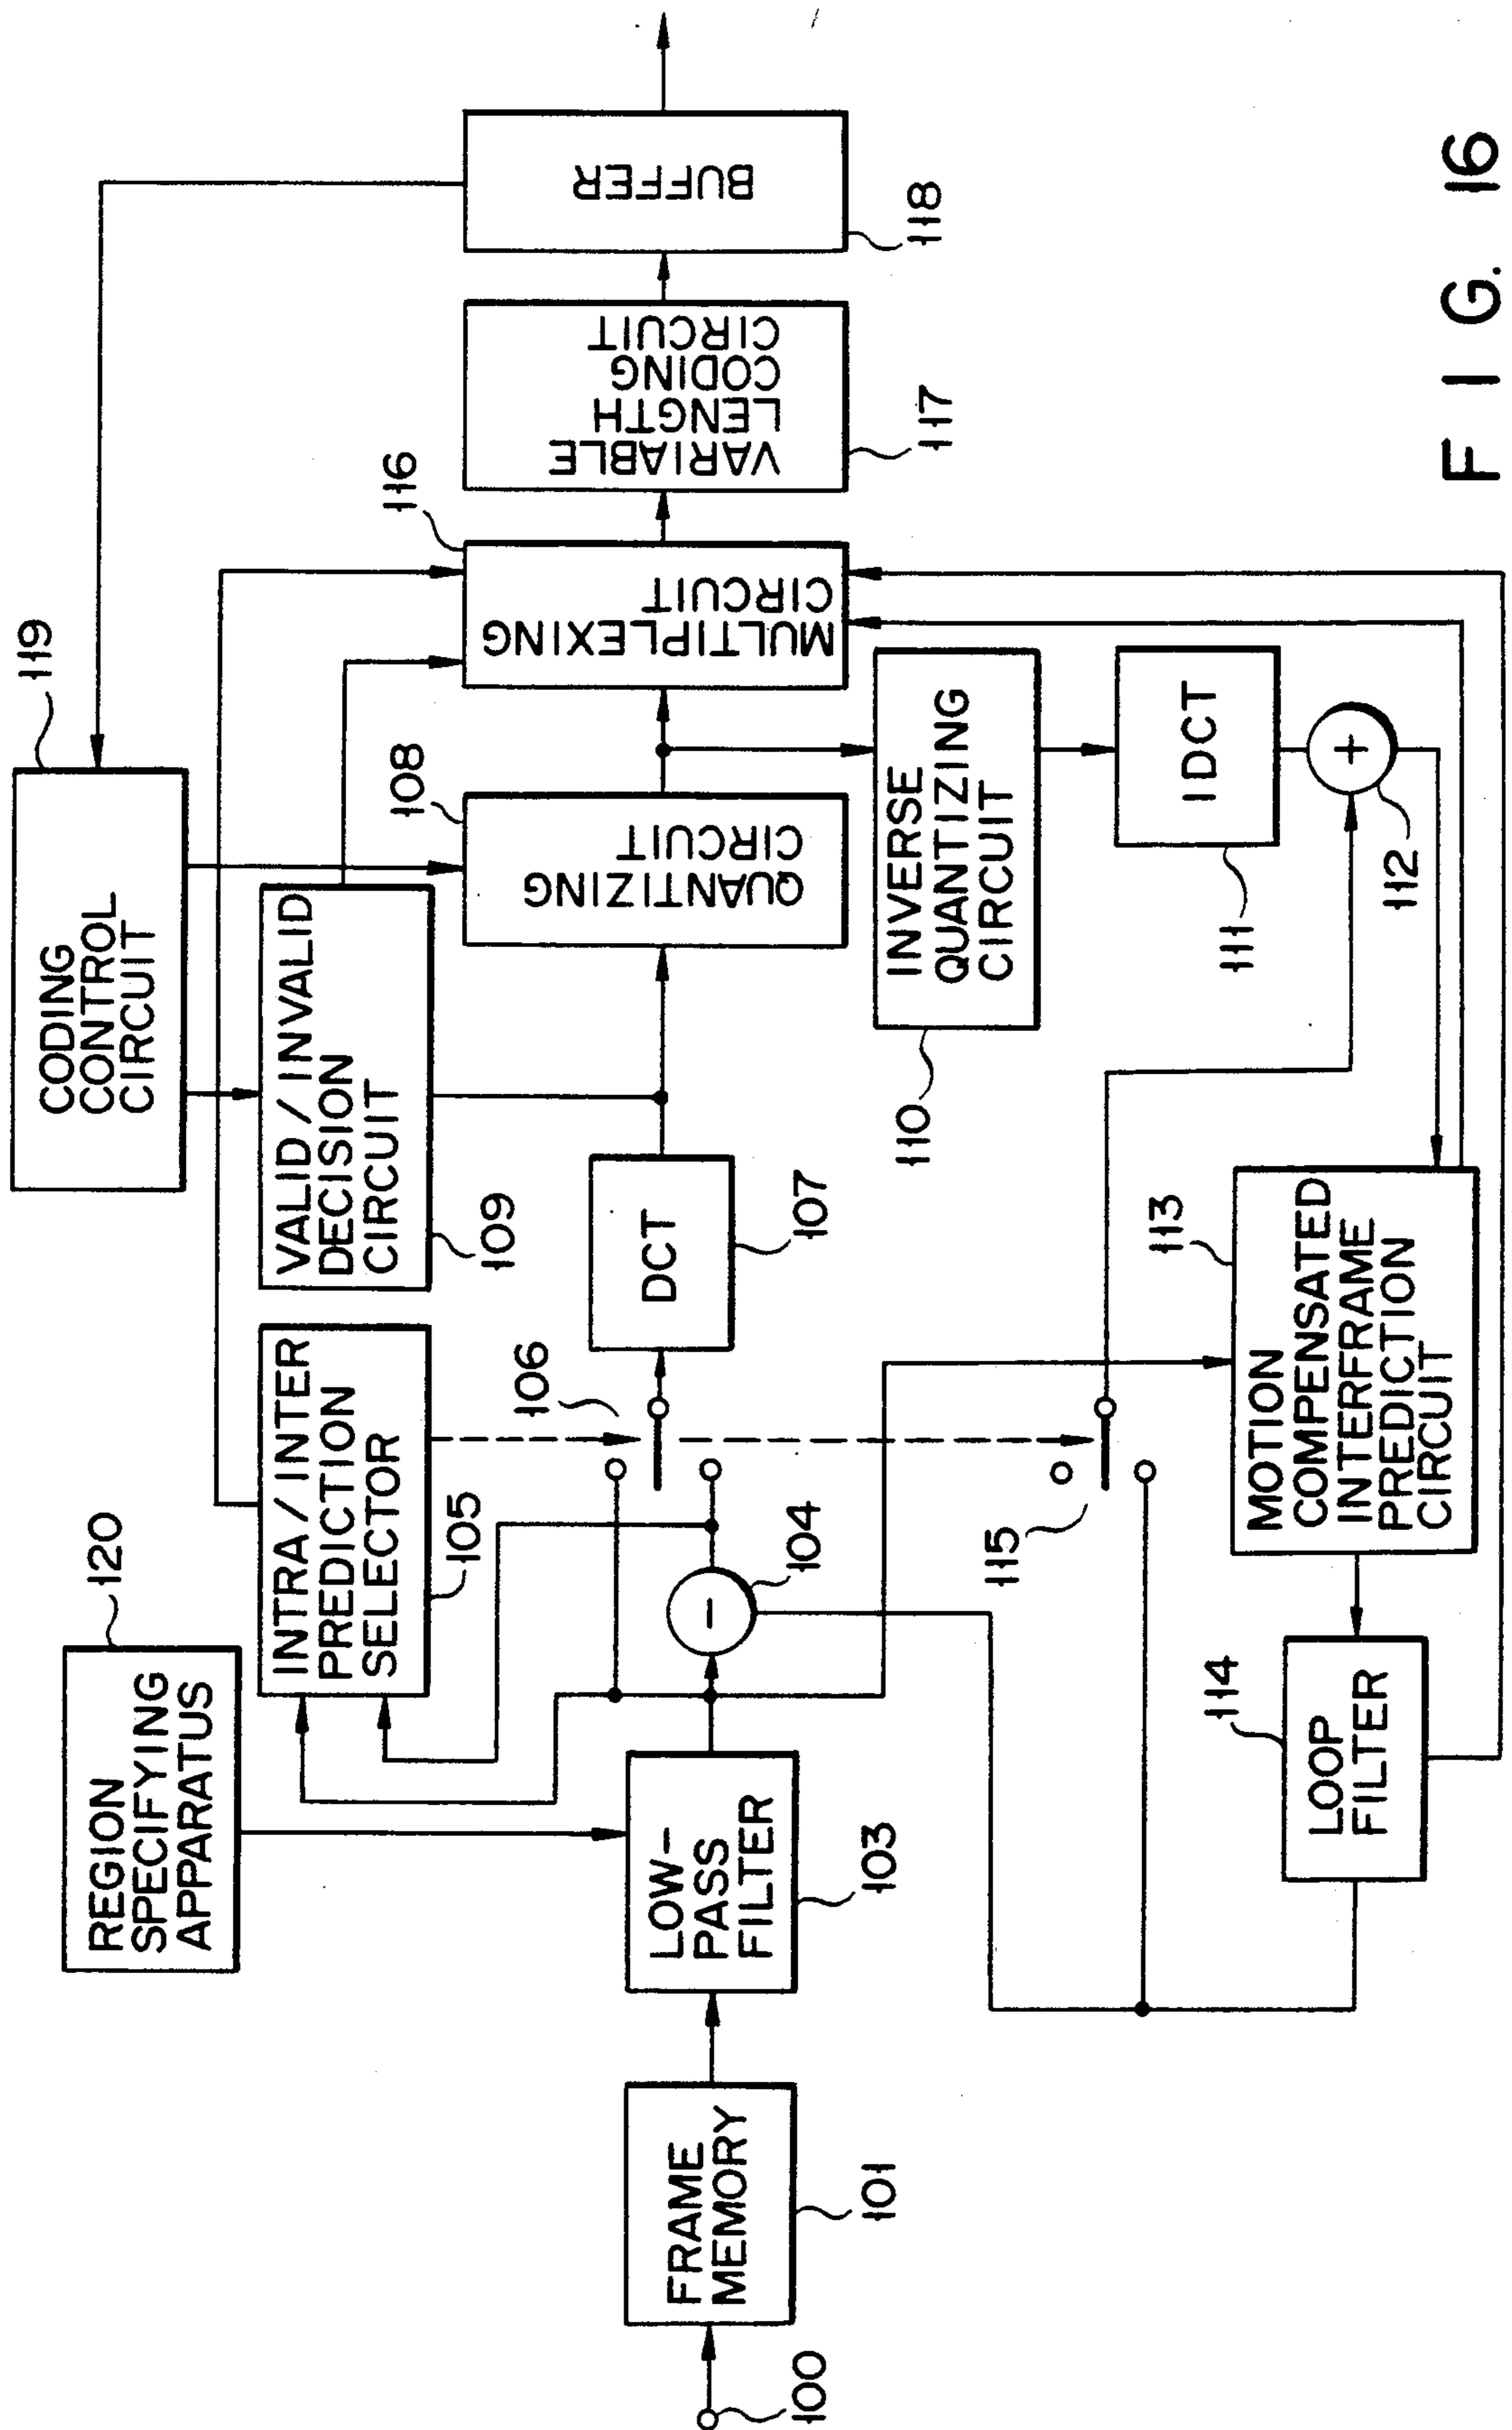 100
FRAME
MEMORY
101
REGION
SPECIFYING
APPARATUS
120
LOW-
PASS
FILTER
103
INTRA / INTER
PREDICTION
SELECTOR
105
-
104
106
DCT
107
VALID / INVALID
DECISION
CIRCUIT
109
CODING
CONTROL
CIRCUIT
119
QUANTIZING
CIRCUIT
108
MULTIPLEXING
CIRCUIT
116
VARIABLE
LENGTH
CODING
CIRCUIT
117
BUFFER
118
INVERSE
QUANTIZING
CIRCUIT
110
IDCT
111
+
112
MOTION
COMPENSATED
INTERFRAME
PREDICTION
CIRCUIT
113
LOOP
FILTER
114
115
F I G. 16